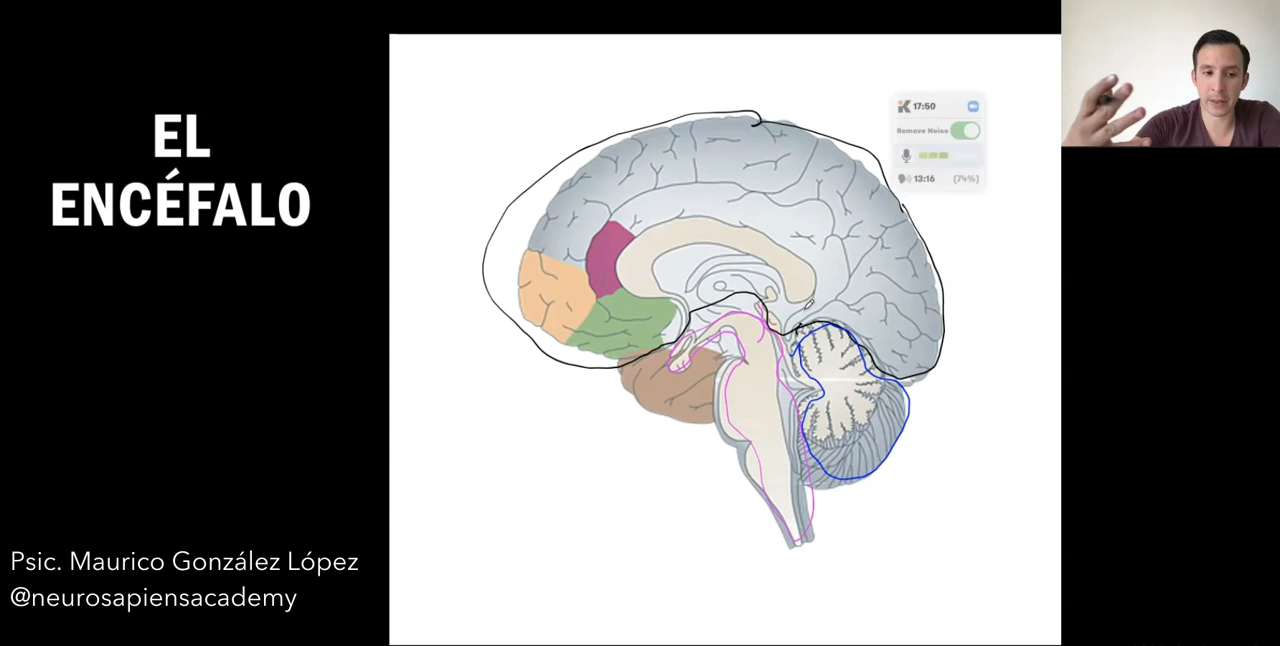 EL
ENCÉFALO
Psic. Maurico González López
@neurosapiensacademy
17:50
Remove Noise
13:16 (74%)